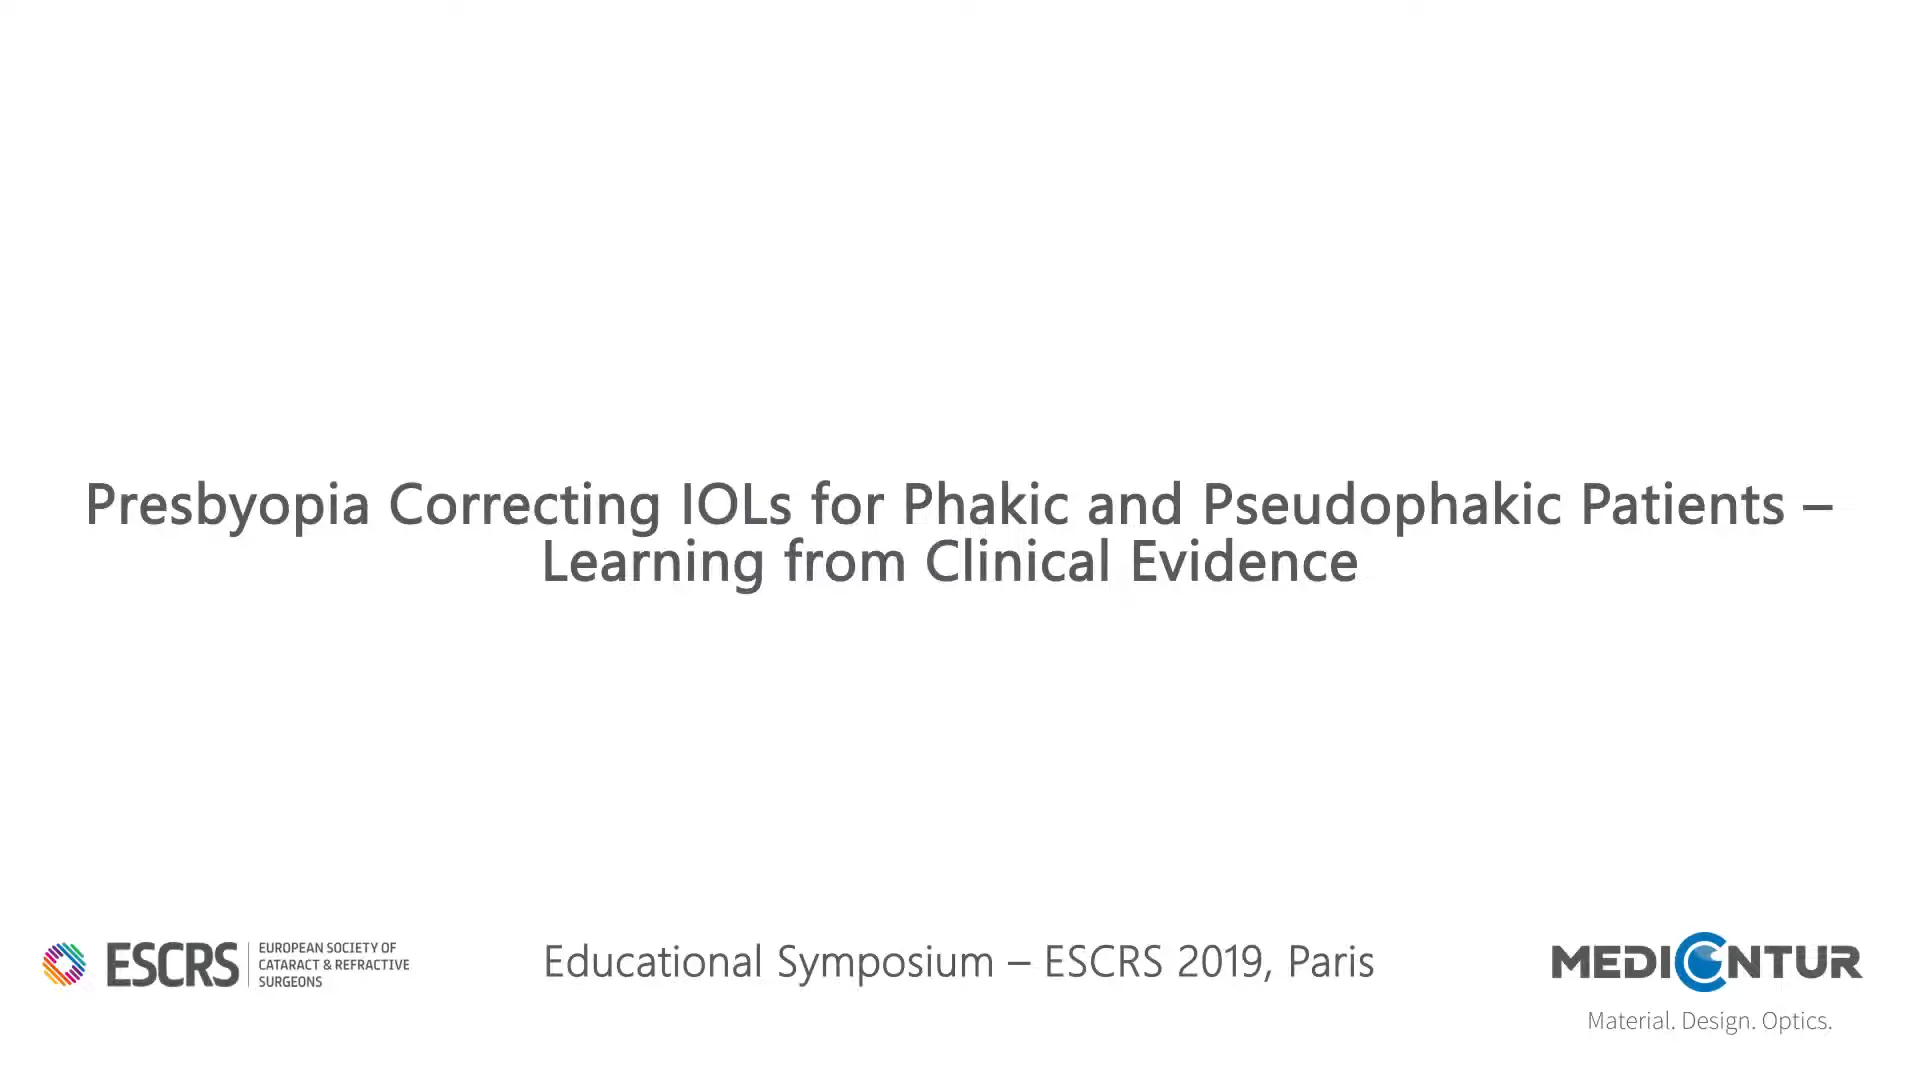 Presbyopia Correcting IOLs for Phakic and Pseudophakic Patients –
Learning from Clinical Evidence
ESCRS
EUROPEAN SOCIETY OF
CATARACT & REFRACTIVE
SURGEONS
Educational Symposium – ESCRS 2019, Paris
MEDICONTUR
Material. Design. Optics.